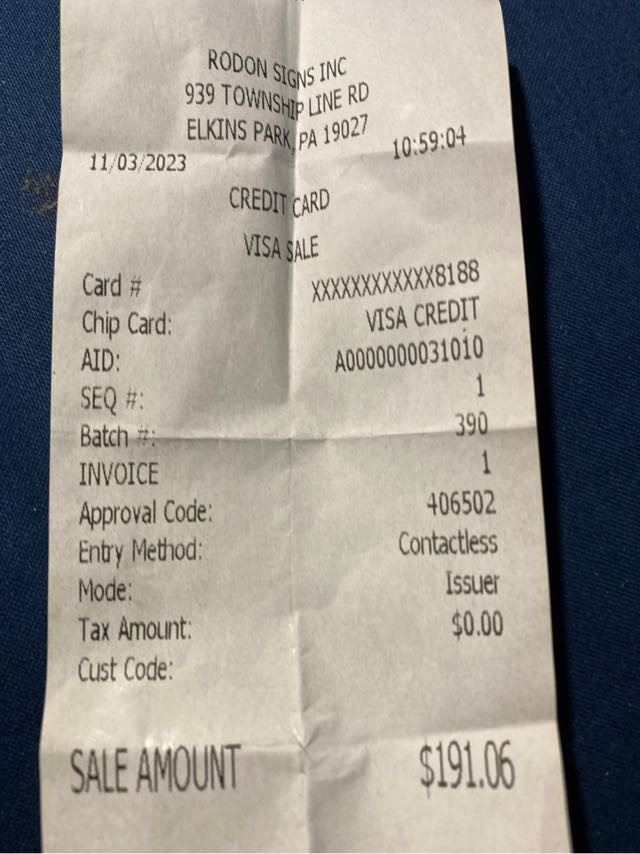 RODON SIGNS INC
939 TOWNSHIP LINE RD
ELKINS PARK, PA 19027
11/03/2023 10:59:04
CREDIT CARD
VISA SALE
Card # XXXXXXXXXXXX8188
Chip Card: VISA CREDIT
AID: A0000000031010
SEQ #: 1
Batch #: 390
INVOICE 1
Approval Code: 406502
Entry Method: Contactless
Mode: Issuer
Tax Amount: $0.00
Cust Code:
SALE AMOUNT $191.06